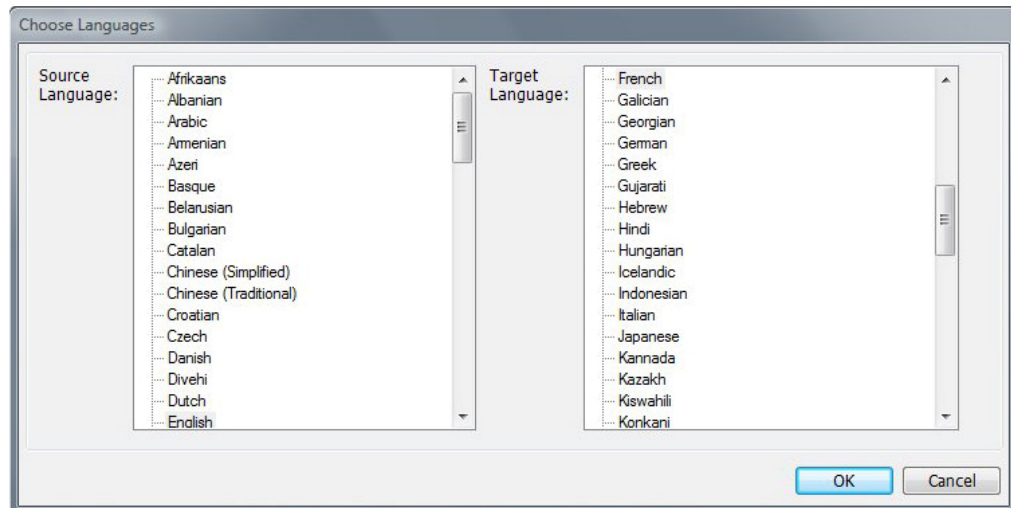 Choose Languages
Source
Language:
Afrikaans
Albanian
Arabic
Armenian
Azeri
Basque
Belarusian
Bulgarian
Catalan
Chinese (Simplified)
Chinese (Traditional)
Croatian
Czech
Danish
Divehi
Dutch
English
Target
Language:
French
Galician
Georgian
German
Greek
Gujarati
Hebrew
Hindi
Hungarian
Icelandic
Indonesian
Italian
Japanese
Kannada
Kazakh
Kiswahili
Konkani
OK
Cancel